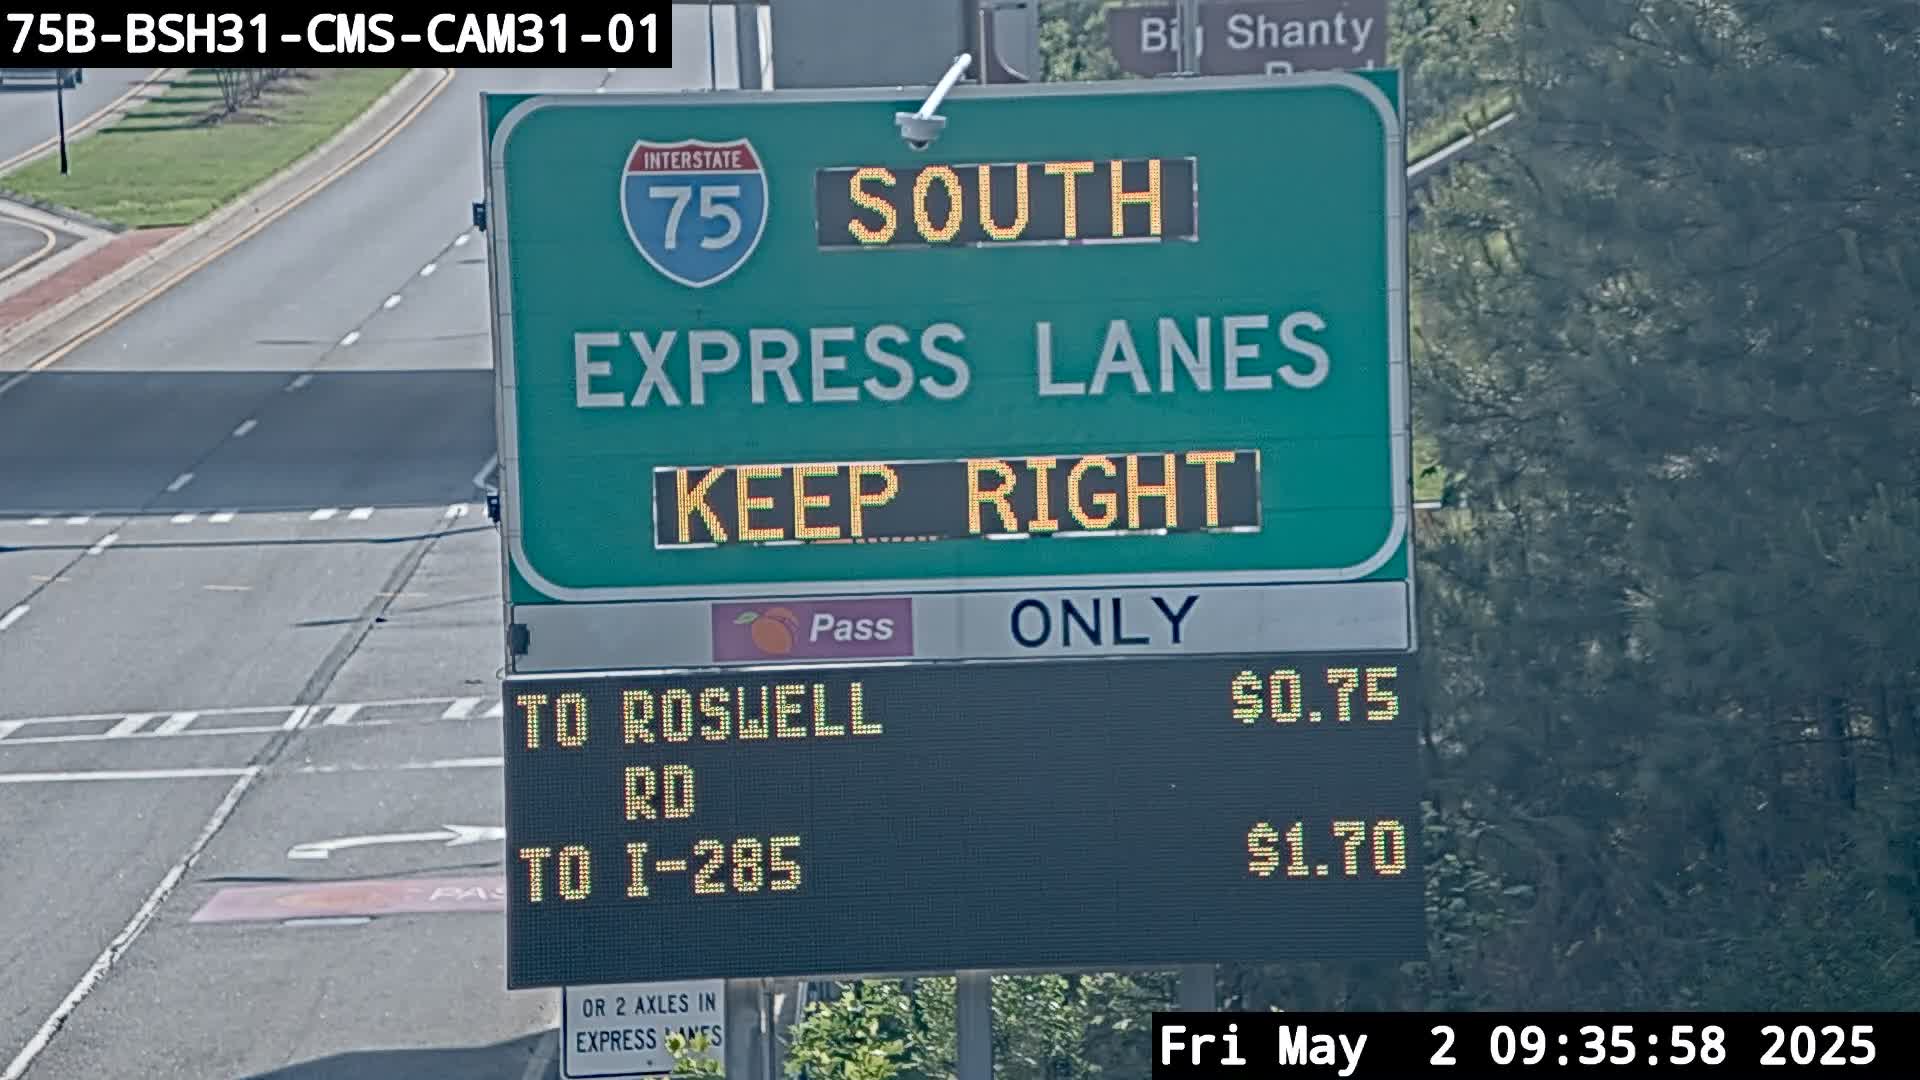 75B-BSH31-CMS-CAM31-01
Big Shanty
Road
INTERSTATE
75
SOUTH
EXPRESS LANES
KEEP RIGHT
Pass ONLY
TO ROSWELL $0.75
RD
TO I-285 $1.70
OR 2 AXLES IN
EXPRESS LANES
Fri May 2 09:35:58 2025